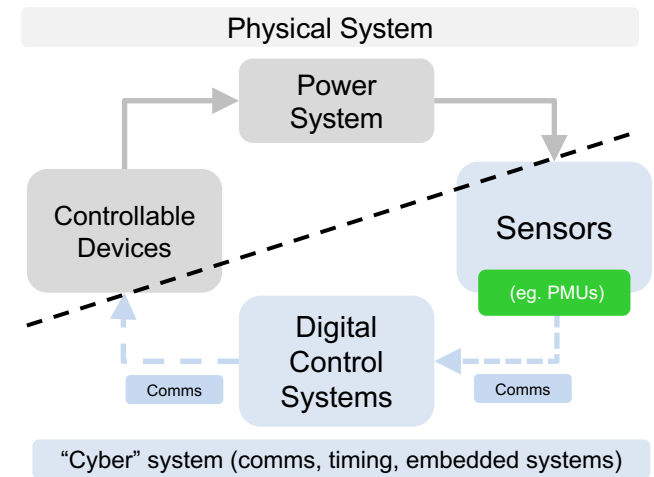 Physical System
Power
System
Controllable
Devices
Sensors
(eg. PMUs)
Digital
Control
Systems
Comms
Comms
“Cyber” system (comms, timing, embedded systems)